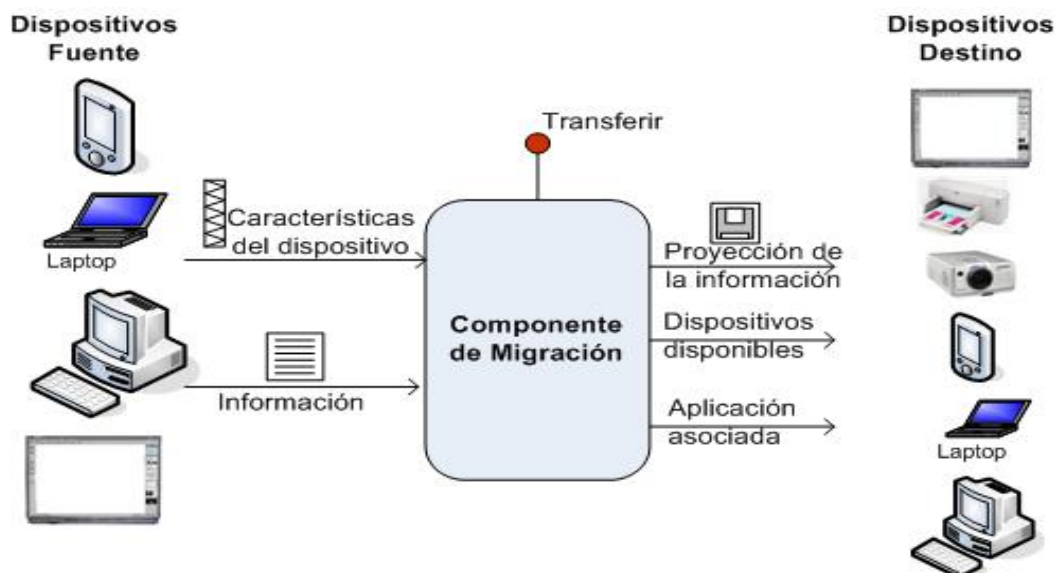 Dispositivos
Fuente
Dispositivos
Destino
Transferir
Características
del dispositivo
Laptop
Información
Componente
de Migración
Proyección de
la información
Dispositivos
disponibles
Aplicación
asociada
Laptop